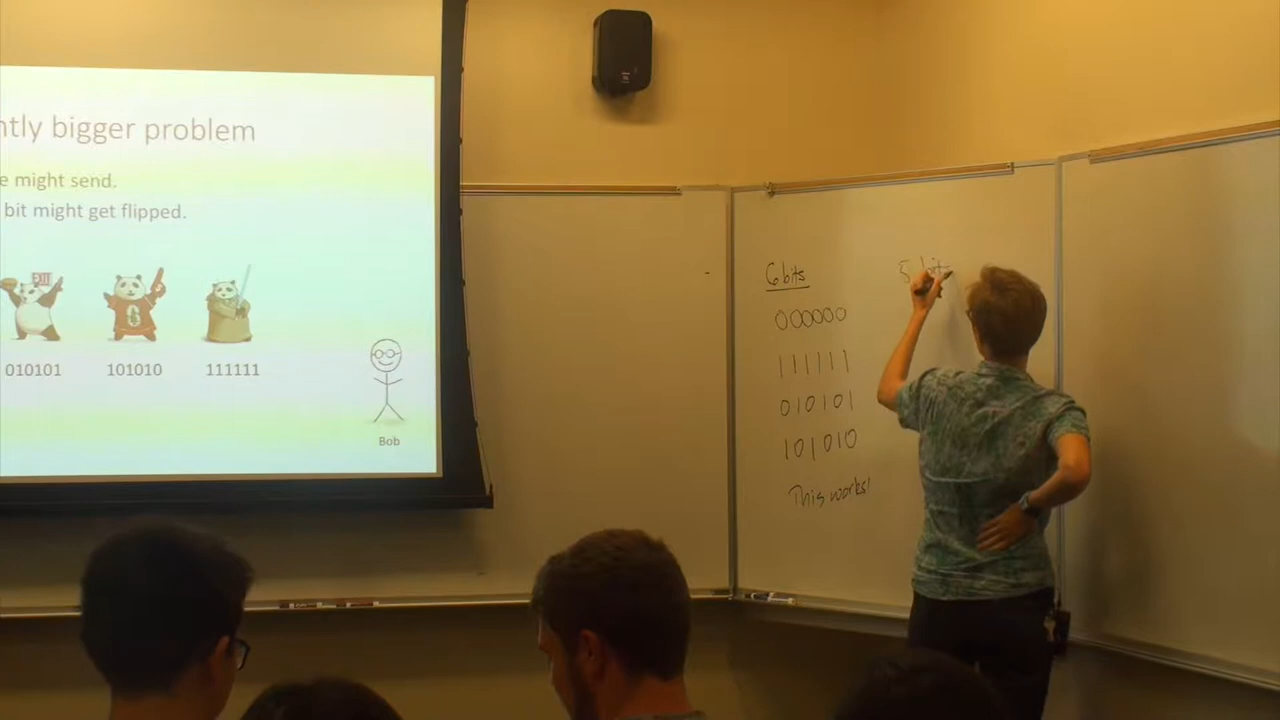 ntly bigger problem
e might send.
bit might get flipped.
EXIT
010101 101010 111111
Bob
6 bits
000000
111111
010101
101010
This works!
5 bit